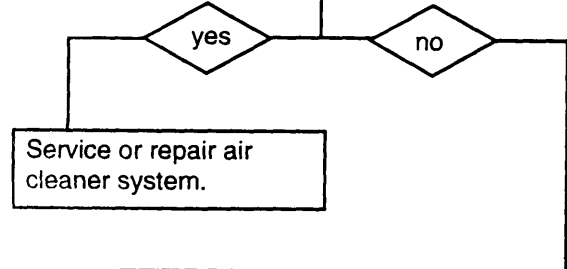 yes
no
Service or repair air
cleaner system.